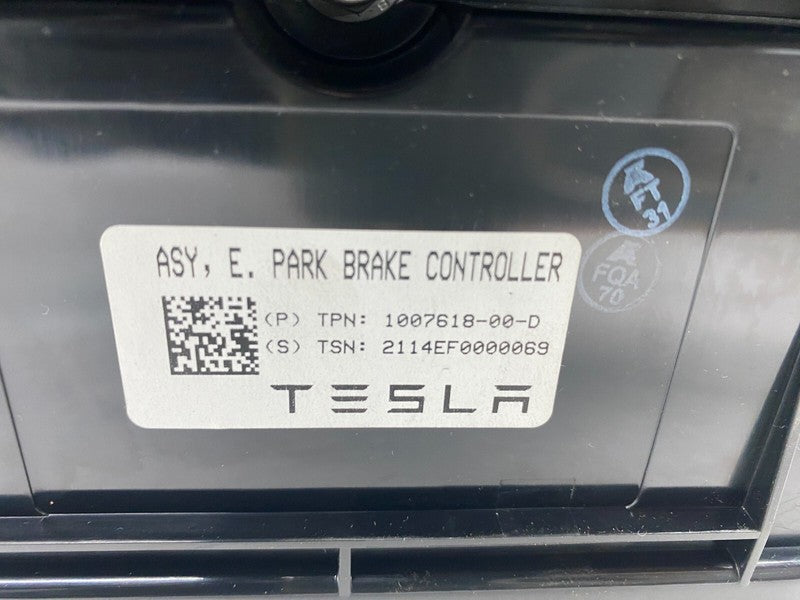 ASY, E. PARK BRAKE CONTROLLER
(P) TPN: 1007618-00-D
(S) TSN: 2114EF0000069
TESLA
FT
31
FQA
70